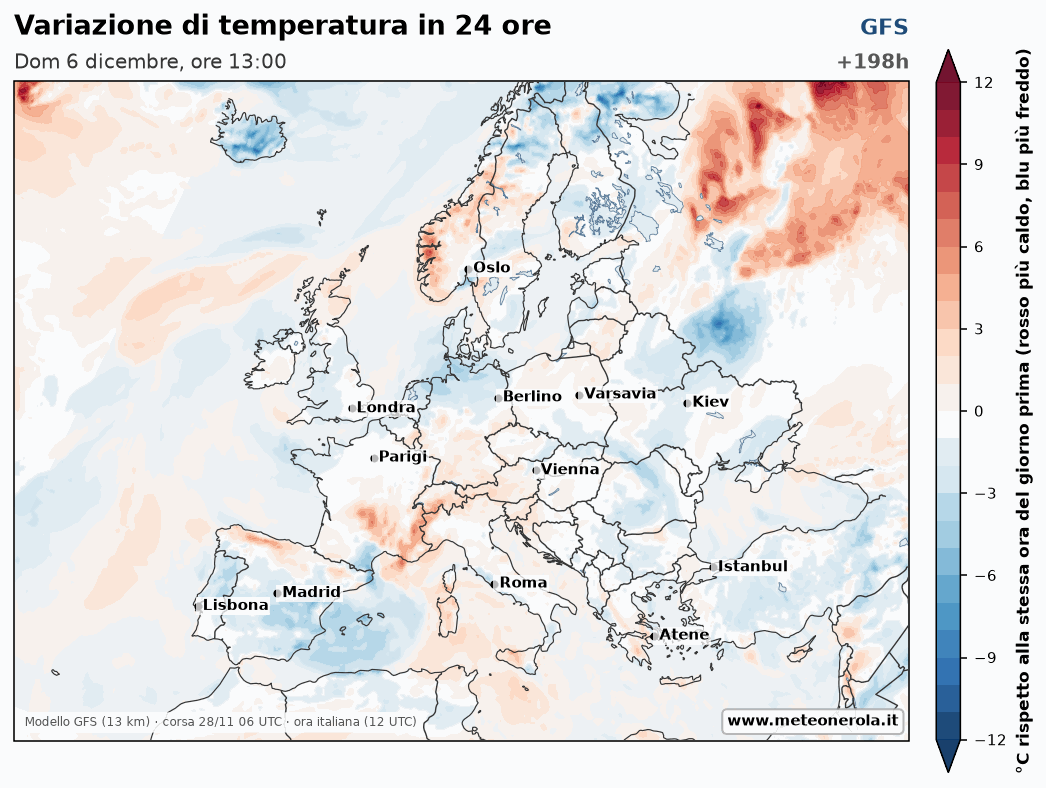 Variazione di temperatura in 24 ore
GFS
Dom 6 dicembre, ore 13:00
+198h
Oslo
Londra
Berlino
Varsavia
Kiev
Parigi
Vienna
Istanbul
Madrid
Roma
Lisbona
Atene
Modello GFS (13 km) · corsa 28/11 06 UTC · ora italiana (12 UTC)
www.meteonerola.it
12
9
6
3
0
−3
−6
−9
−12
°C rispetto alla stessa ora del giorno prima (rosso più caldo, blu più freddo)